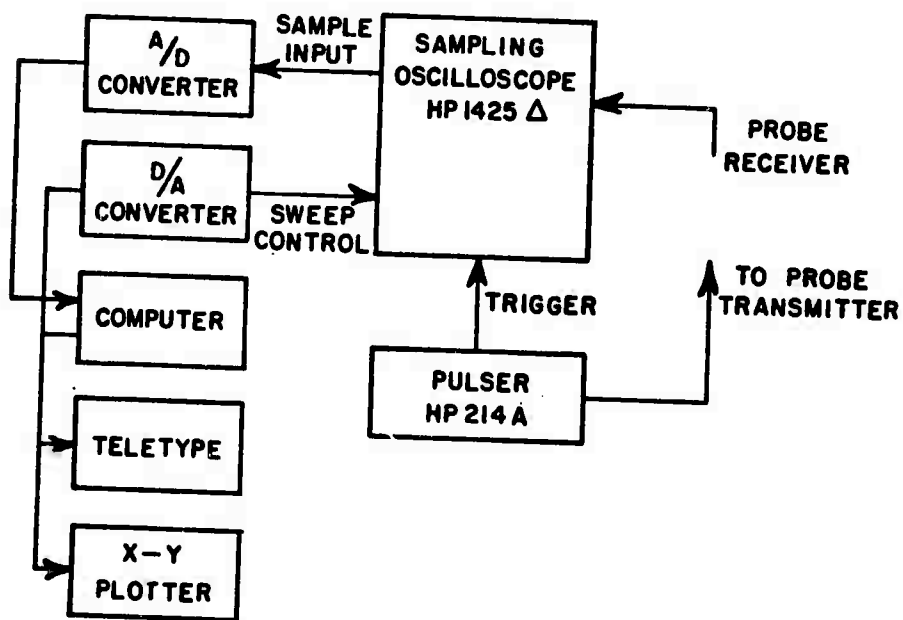 A/D
CONVERTER
SAMPLE
INPUT
SAMPLING
OSCILLOSCOPE
HP 1425 Δ
PROBE
RECEIVER
D/A
CONVERTER
SWEEP
CONTROL
COMPUTER
TRIGGER
TO PROBE
TRANSMITTER
PULSER
HP 214A
TELETYPE
X-Y
PLOTTER